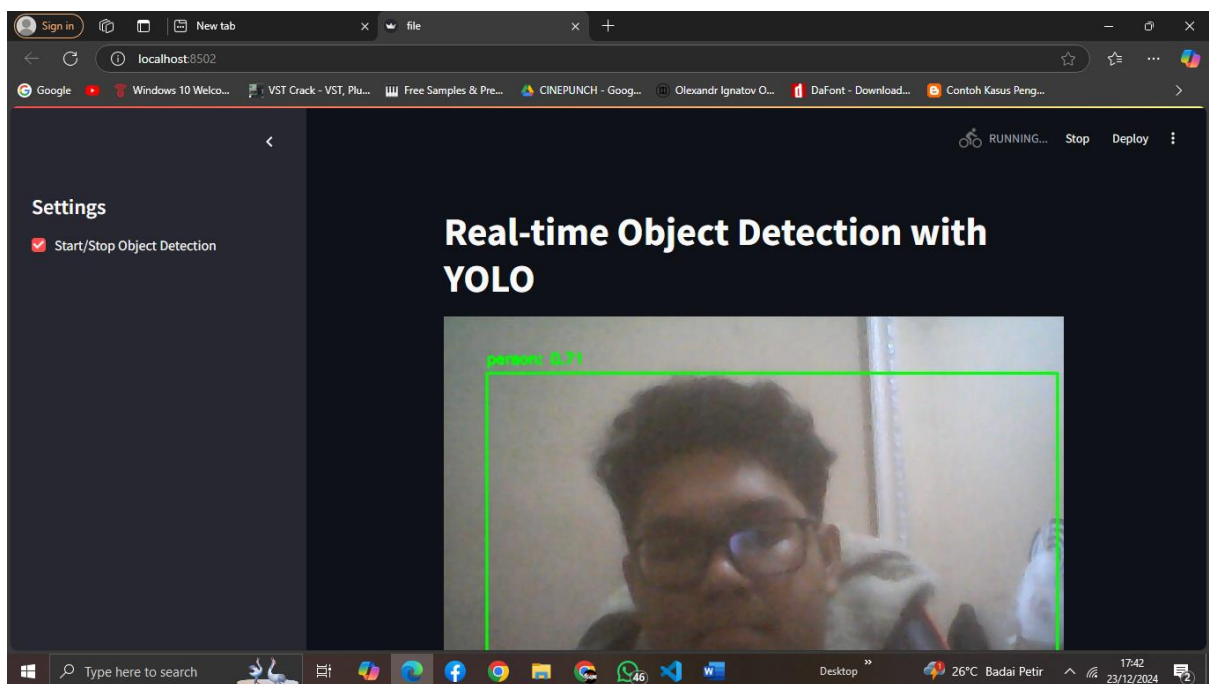 Sign in
New tab
file
localhost:8502
Google
Windows 10 Welco...
VST Crack - VST, Plu...
Free Samples & Pre...
CINEPUNCH - Goog...
Olexandr Ignatov O...
DaFont - Download...
Contoh Kasus Peng...
RUNNING... Stop Deploy
Settings
Start/Stop Object Detection
Real-time Object Detection with
YOLO
person: 0.71
Type here to search
46
Desktop
26°C Badai Petir
17:42
23/12/2024
2